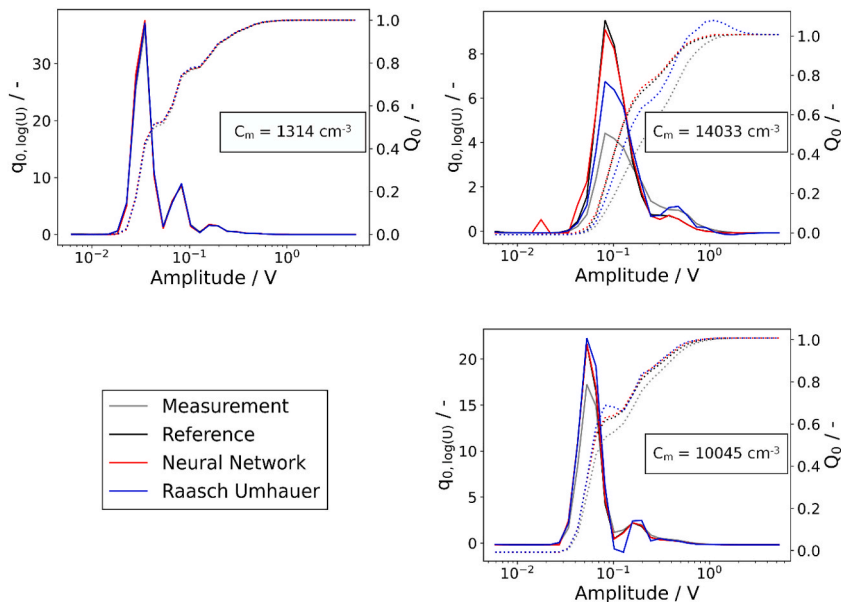 q0, log(U) / -
30
20
10
0
1.0
0.8
0.6
0.4
0.2
0.0
Q0 / -
Cm = 1314 cm-3
10−2
10−1
100
Amplitude / V
q0, log(U) / -
8
6
4
2
0
1.0
0.8
0.6
0.4
0.2
0.0
Q0 / -
Cm = 14033 cm-3
10−2
10−1
100
Amplitude / V
Measurement
Reference
Neural Network
Raasch Umhauer
q0, log(U) / -
20
15
10
5
0
1.0
0.8
0.6
0.4
0.2
0.0
Q0 / -
Cm = 10045 cm-3
10−2
10−1
100
Amplitude / V